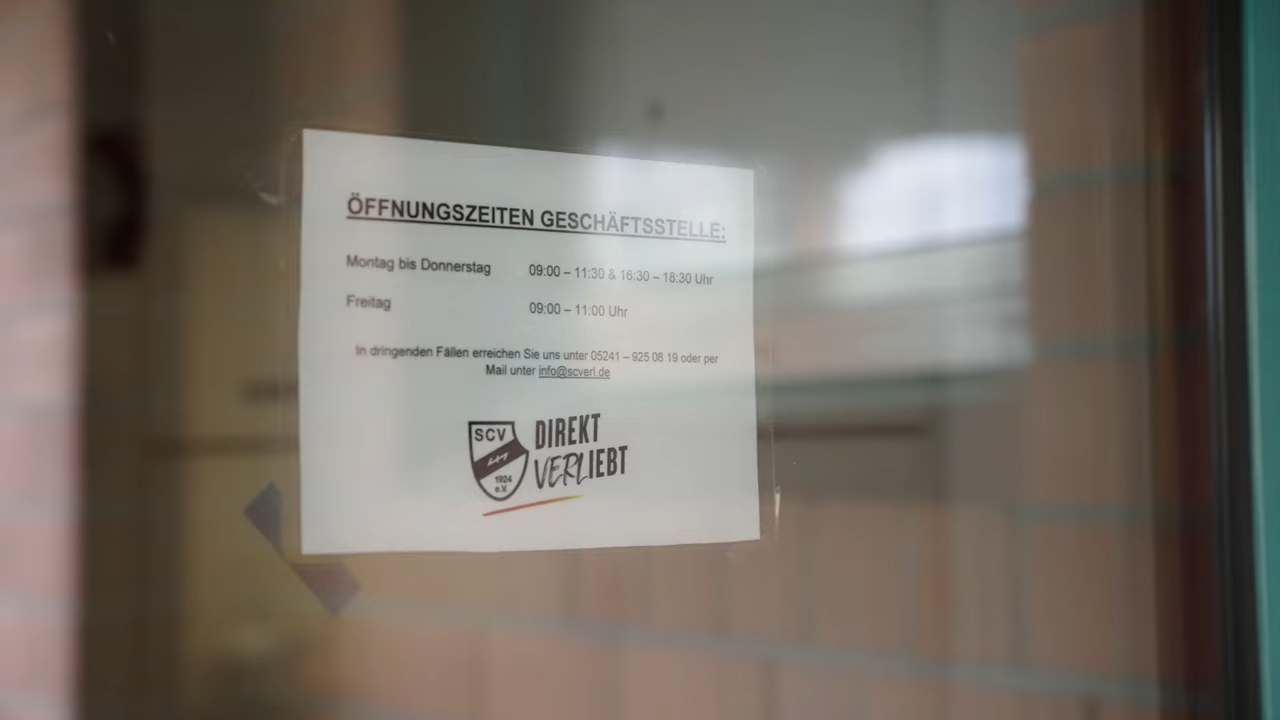 ÖFFNUNGSZEITEN GESCHÄFTSSTELLE:
Montag bis Donnerstag 09:00 – 11:30 & 16:30 – 18:30 Uhr
Freitag 09:00 – 11:00 Uhr
In dringenden Fällen erreichen Sie uns unter 05241 – 925 08 19 oder per
Mail unter info@scverl.de
SCV
1924
e.V.
DIREKT
VERLIEBT